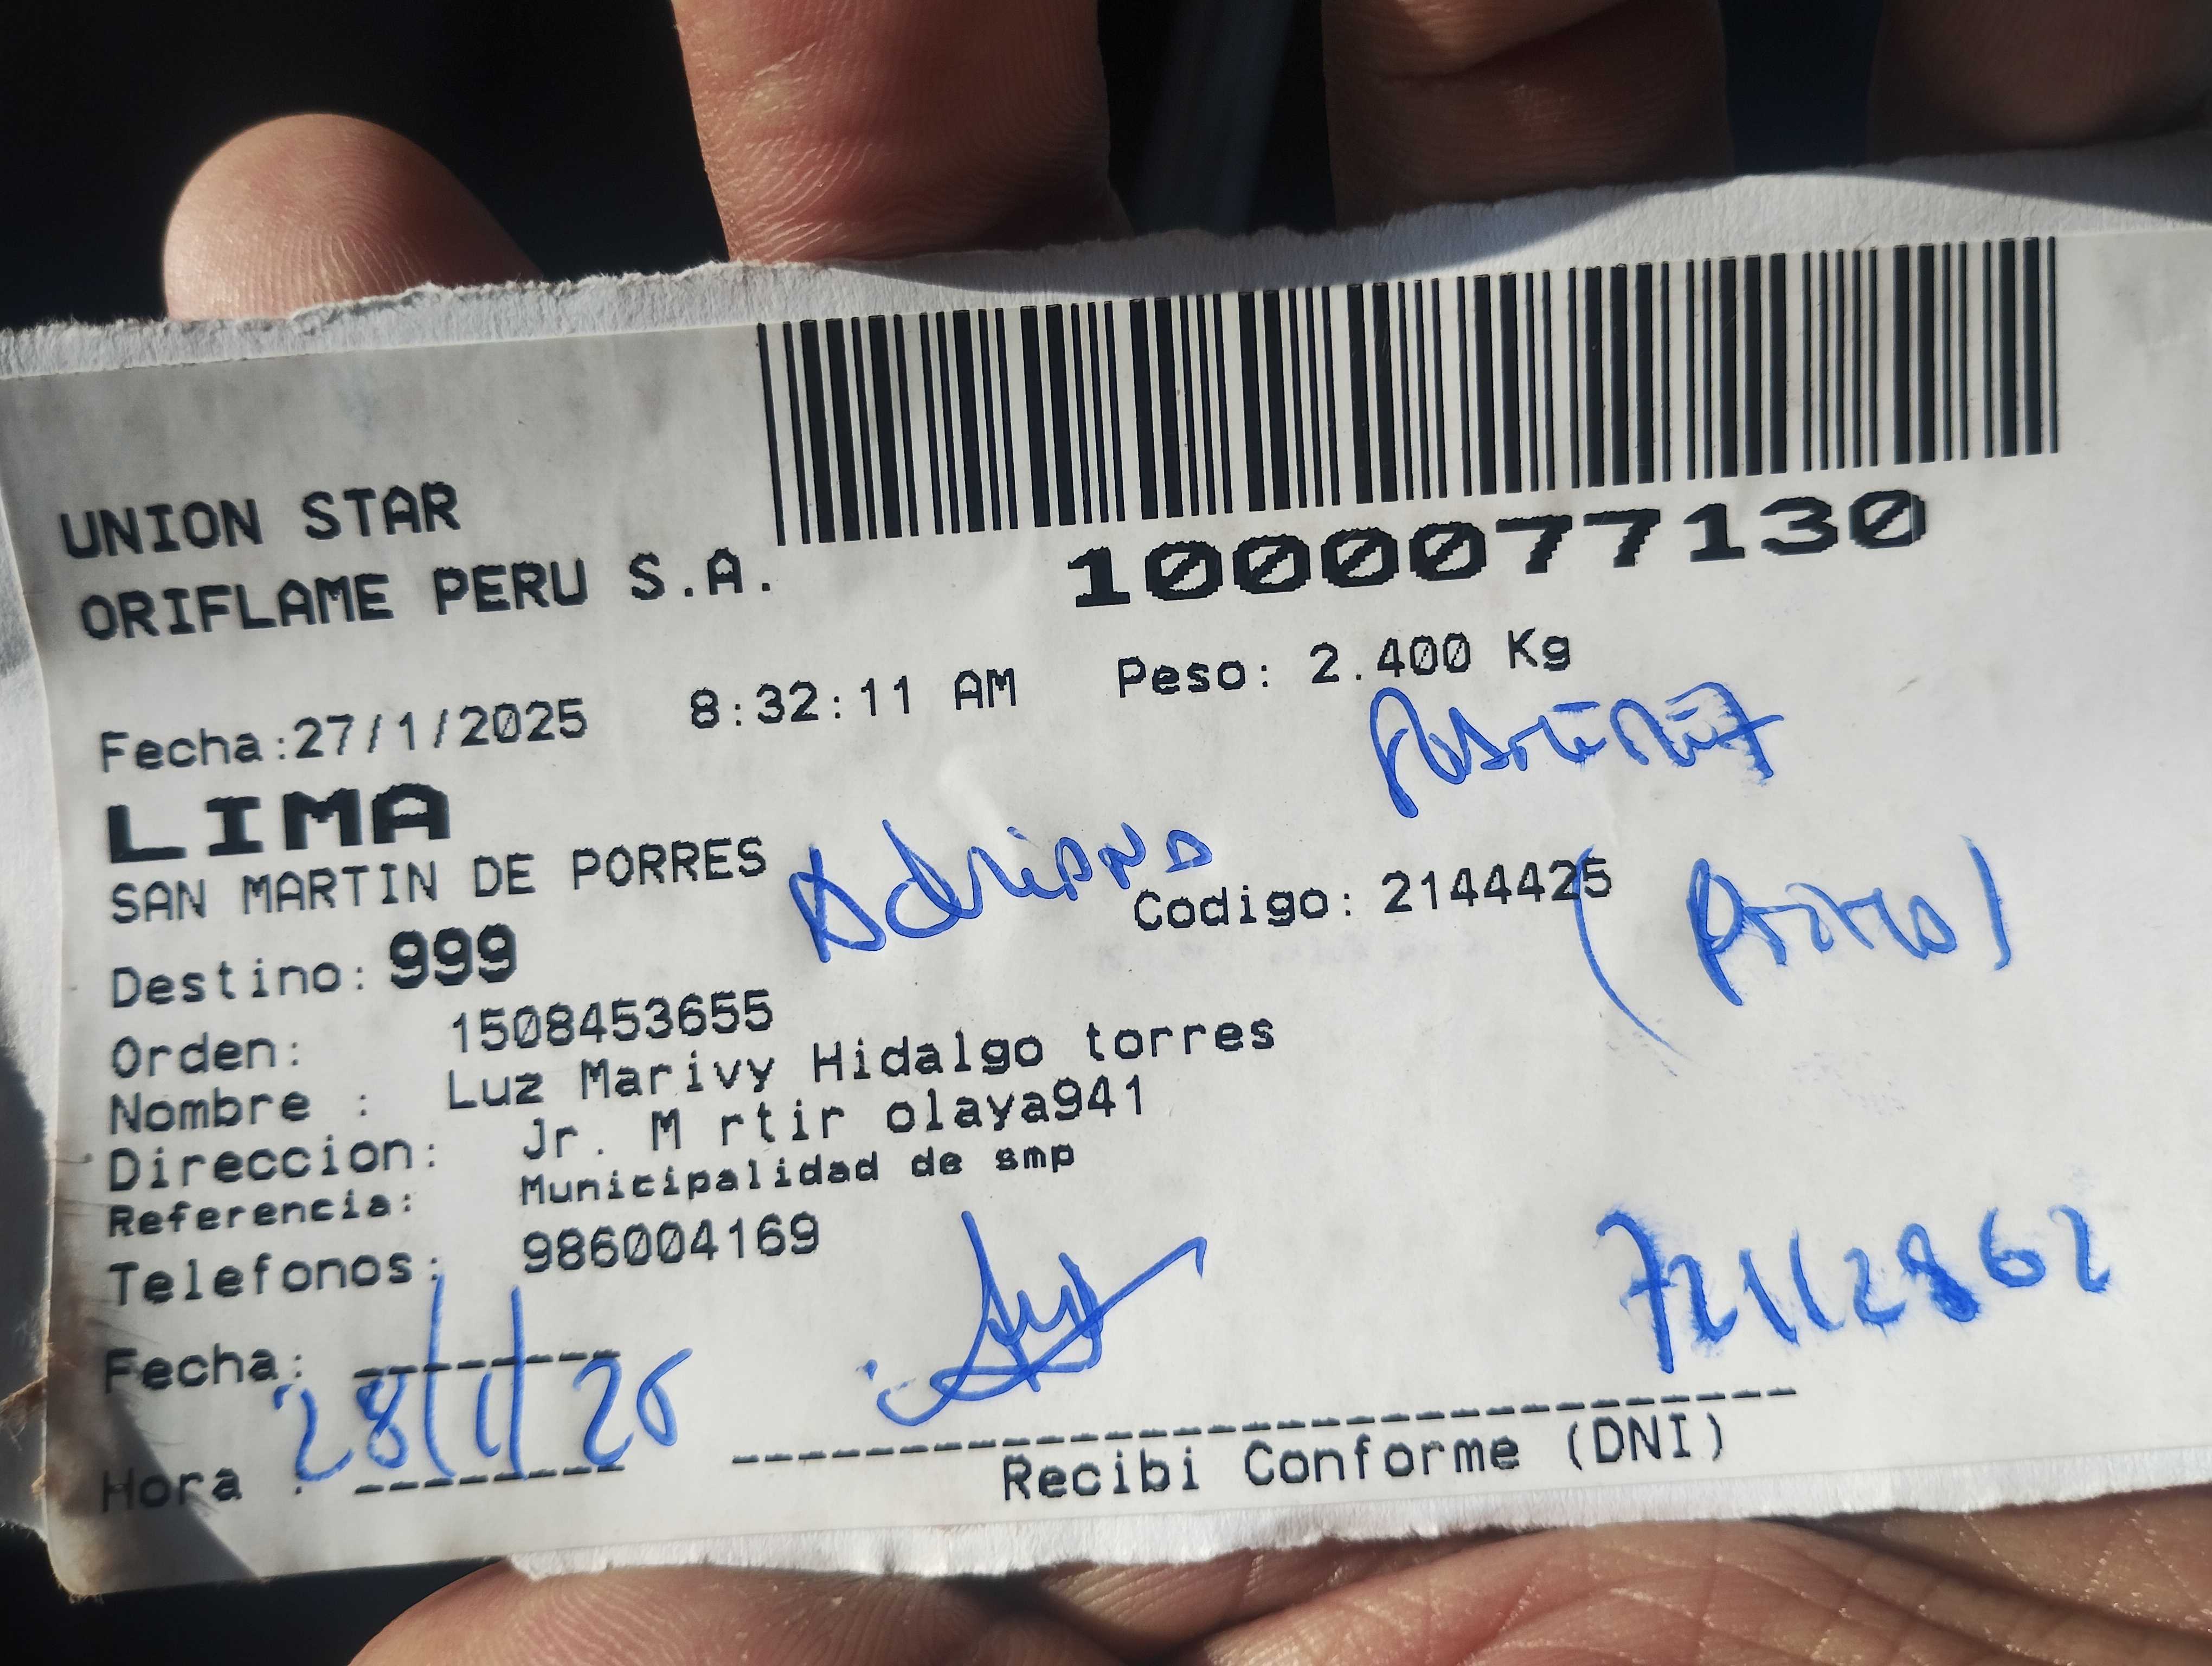 1000077130
UNION STAR
ORIFLAME PERU S.A.
Fecha:27/1/2025 8:32:11 AM Peso: 2.400 Kg
LIMA
SAN MARTIN DE PORRES
Adriana
Codigo: 2144425
Destino: 999
Orden: 1508453655
Nombre : Luz Marivy Hidalgo torres
Direccion: Jr. M rtir olaya941
Referencia: Municipalidad de smp
Telefonos: 986004169
72112862
Fecha:
28/1/25
Hora :
Recibi Conforme (DNI)